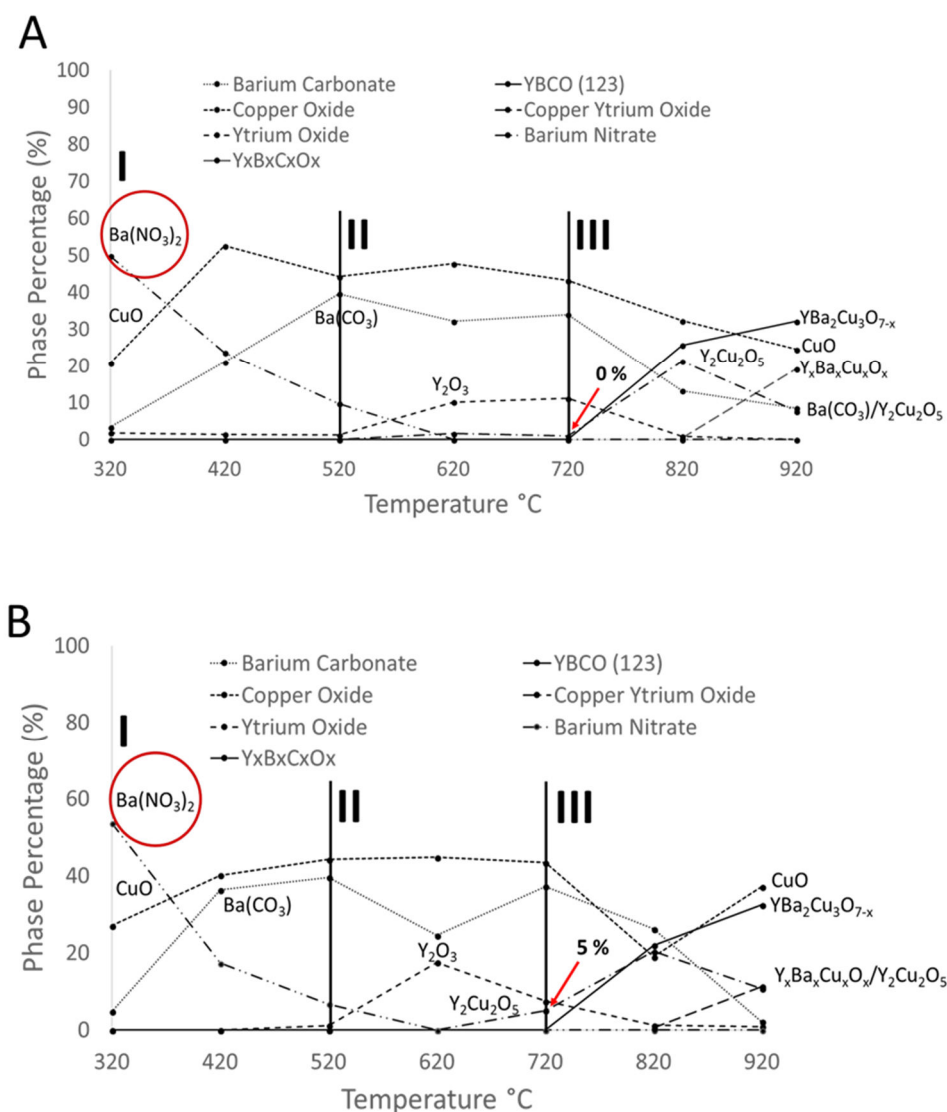 A
100
90
80
70
60
50
40
30
20
10
0
Phase Percentage (%)
Barium Carbonate
YBCO (123)
Copper Oxide
Copper Ytrium Oxide
Ytrium Oxide
Barium Nitrate
YxBxCxOx
I
II
III
Ba(NO₃)₂
CuO
Ba(CO₃)
Y₂O₃
0 %
Y₂Cu₂O₅
YBa₂Cu₃O₇₋ₓ
CuO
YₓBaₓCuₓOₓ
Ba(CO₃)/Y₂Cu₂O₅
320 420 520 620 720 820 920
Temperature °C
B
100
80
60
40
20
0
Phase Percentage (%)
Barium Carbonate
YBCO (123)
Copper Oxide
Copper Ytrium Oxide
Ytrium Oxide
Barium Nitrate
YxBxCxOx
I
II
III
Ba(NO₃)₂
CuO
Ba(CO₃)
Y₂O₃
Y₂Cu₂O₅
5 %
CuO
YBa₂Cu₃O₇₋ₓ
YₓBaₓCuₓOₓ/Y₂Cu₂O₅
320 420 520 620 720 820 920
Temperature °C